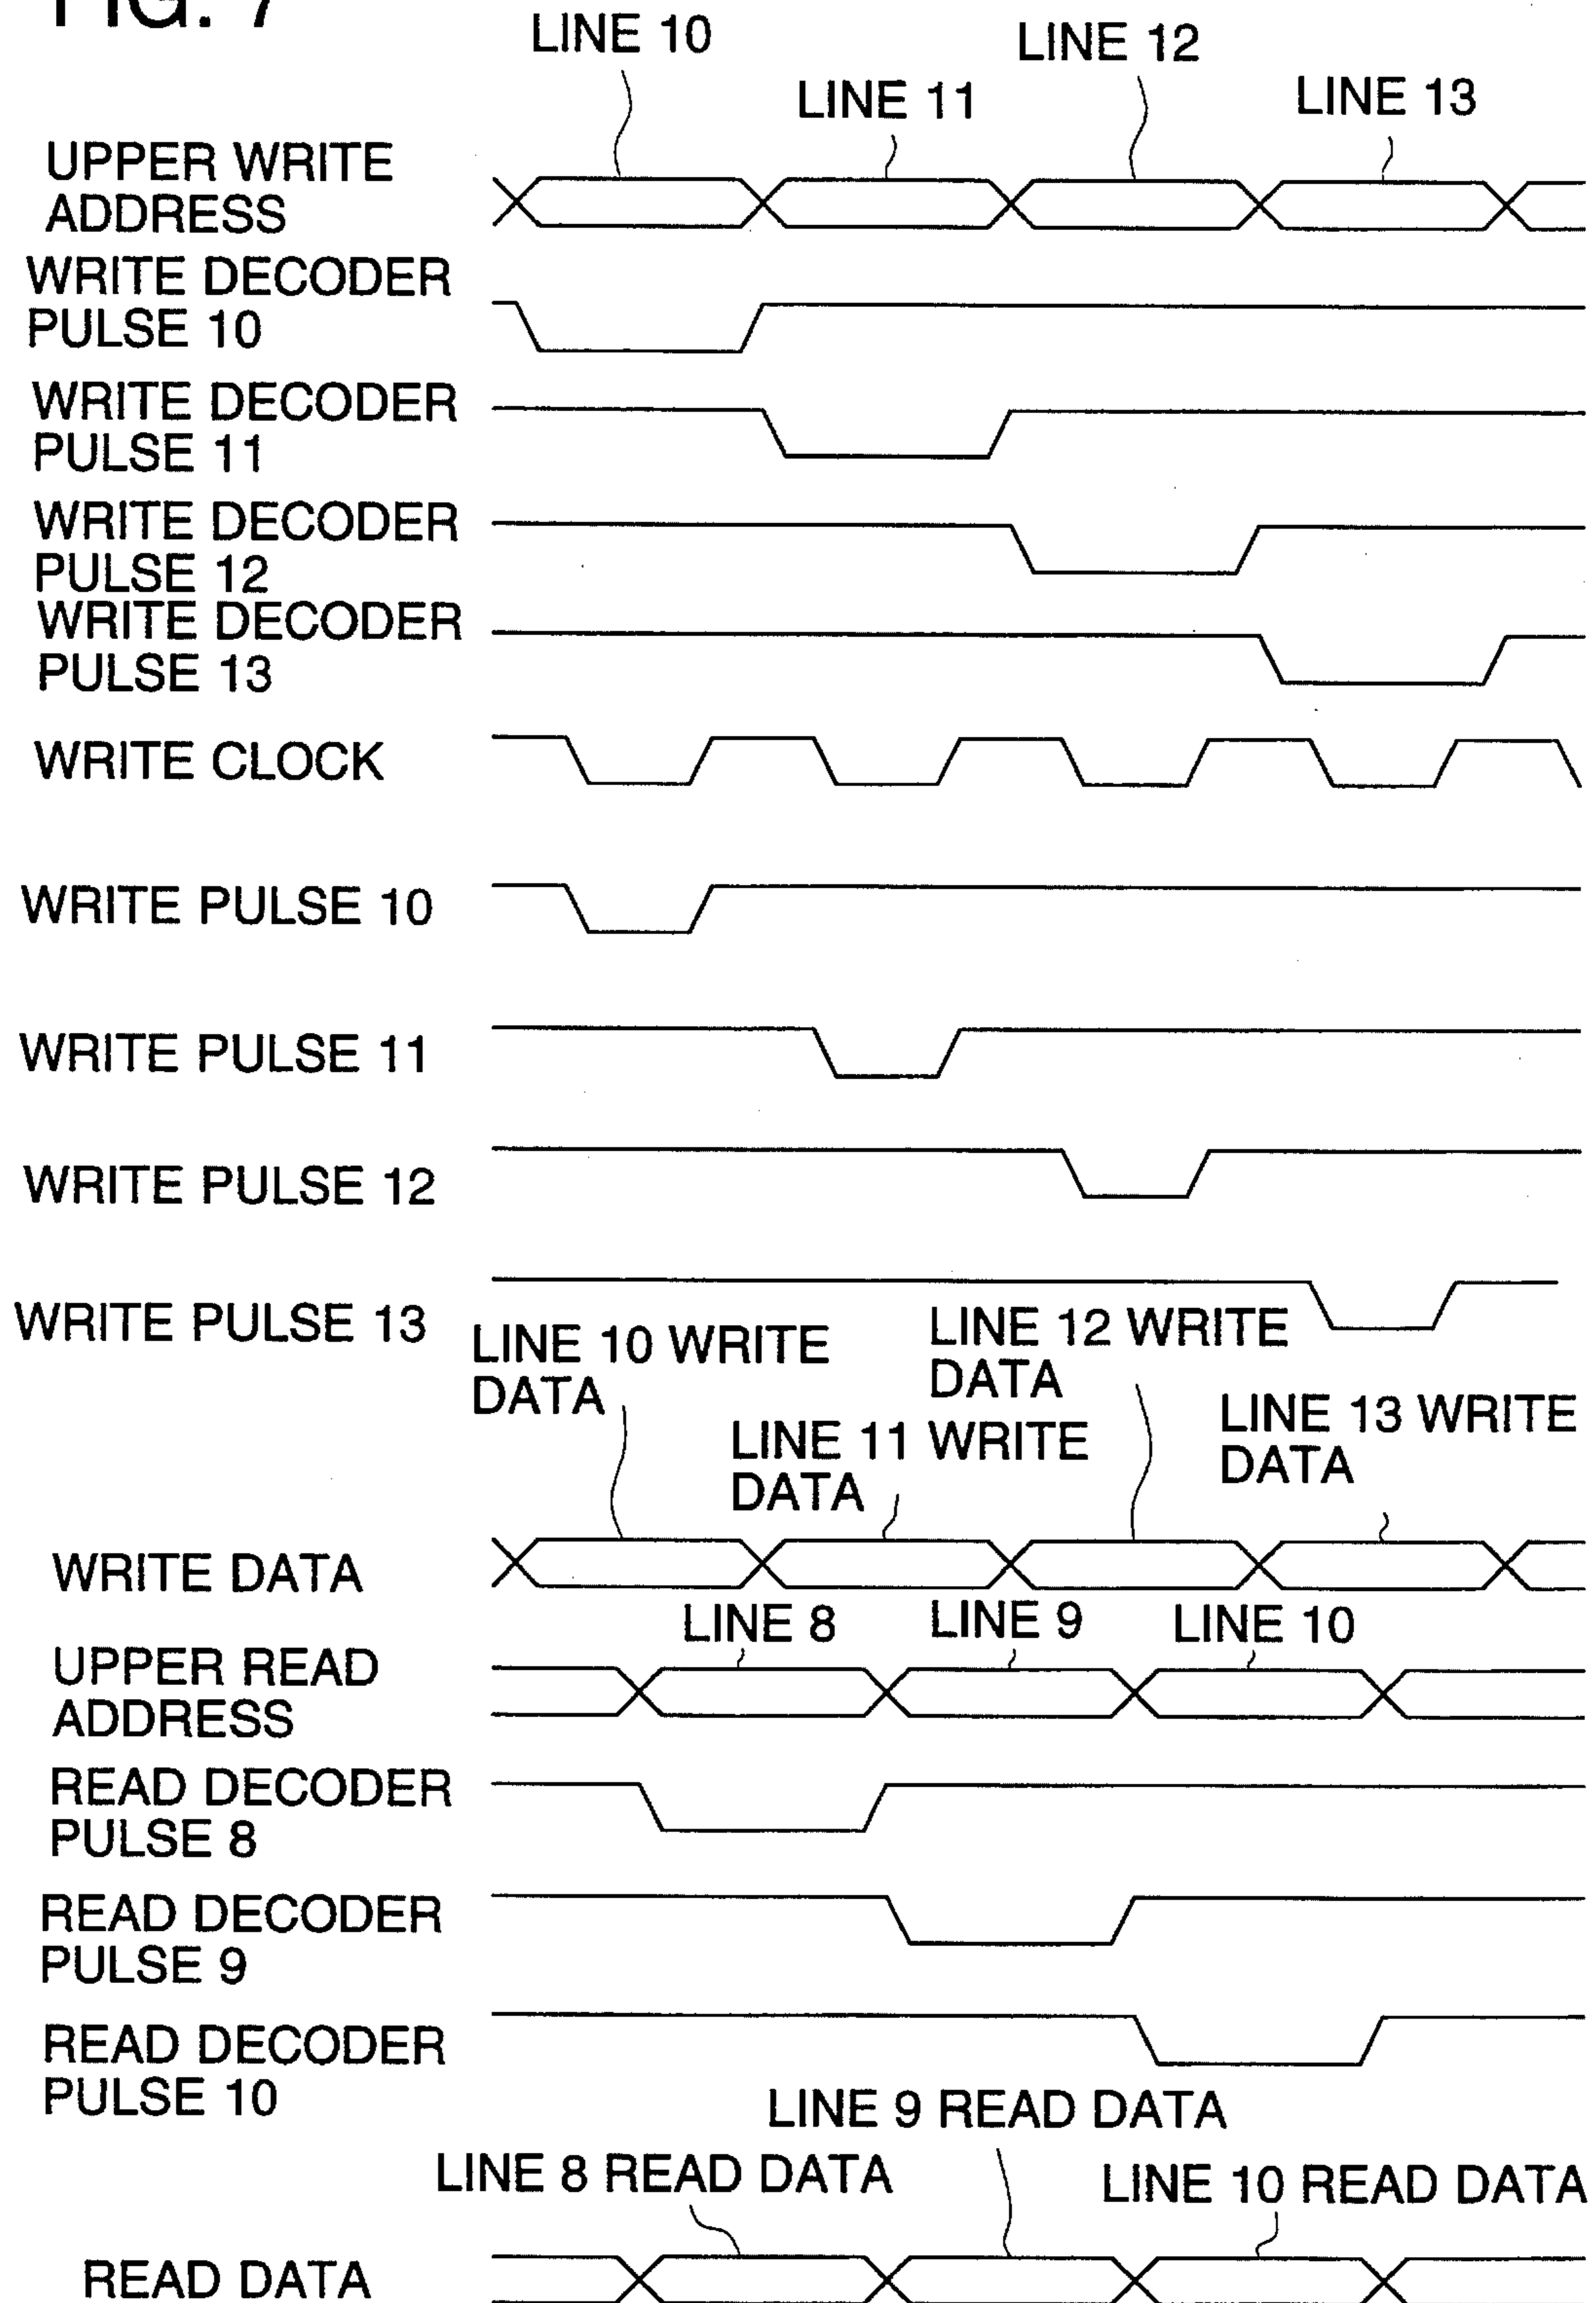 FIG. 7
LINE 10
LINE 12
LINE 11
LINE 13
UPPER WRITE
ADDRESS
WRITE DECODER
PULSE 10
WRITE DECODER
PULSE 11
WRITE DECODER
PULSE 12
WRITE DECODER
PULSE 13
WRITE CLOCK
WRITE PULSE 10
WRITE PULSE 11
WRITE PULSE 12
WRITE PULSE 13
LINE 10 WRITE
DATA
LINE 12 WRITE
DATA
LINE 11 WRITE
DATA
LINE 13 WRITE
DATA
WRITE DATA
LINE 8
LINE 9
LINE 10
UPPER READ
ADDRESS
READ DECODER
PULSE 8
READ DECODER
PULSE 9
READ DECODER
PULSE 10
LINE 9 READ DATA
LINE 8 READ DATA
LINE 10 READ DATA
READ DATA